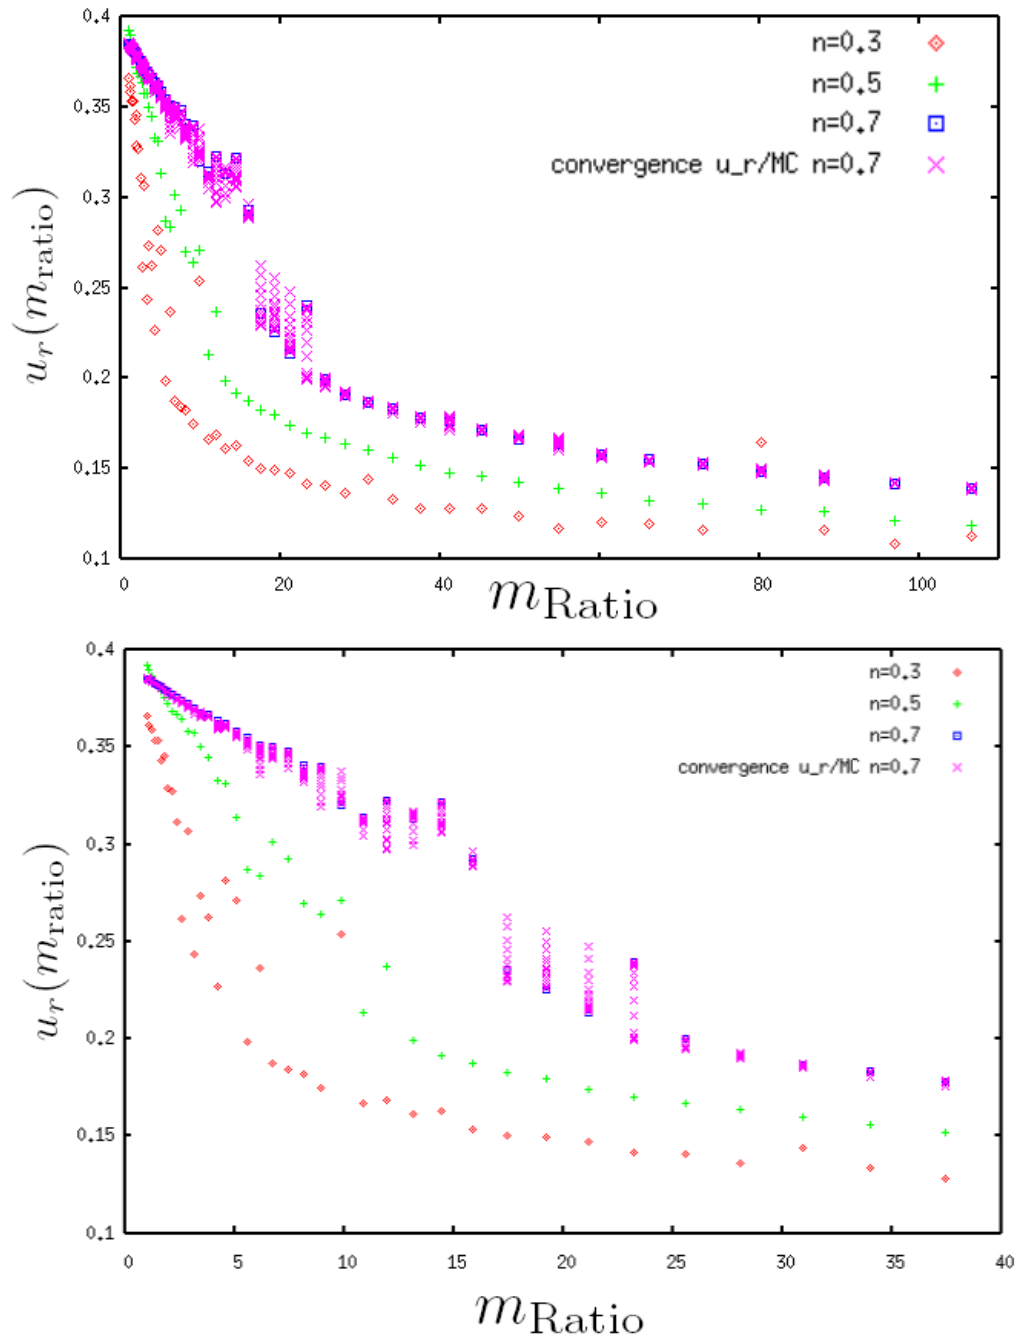 0.4
n=0.3
n=0.5
n=0.7
convergence u_r/MC n=0.7
0.35
0.3
0.25
0.2
0.15
0.1
u_r(m_ratio)
0 20 40 60 80 100
m_Ratio
0.4
n=0.3
n=0.5
n=0.7
convergence u_r/MC n=0.7
0.35
0.3
0.25
0.2
0.15
0.1
u_r(m_ratio)
0 5 10 15 20 25 30 35 40
m_Ratio